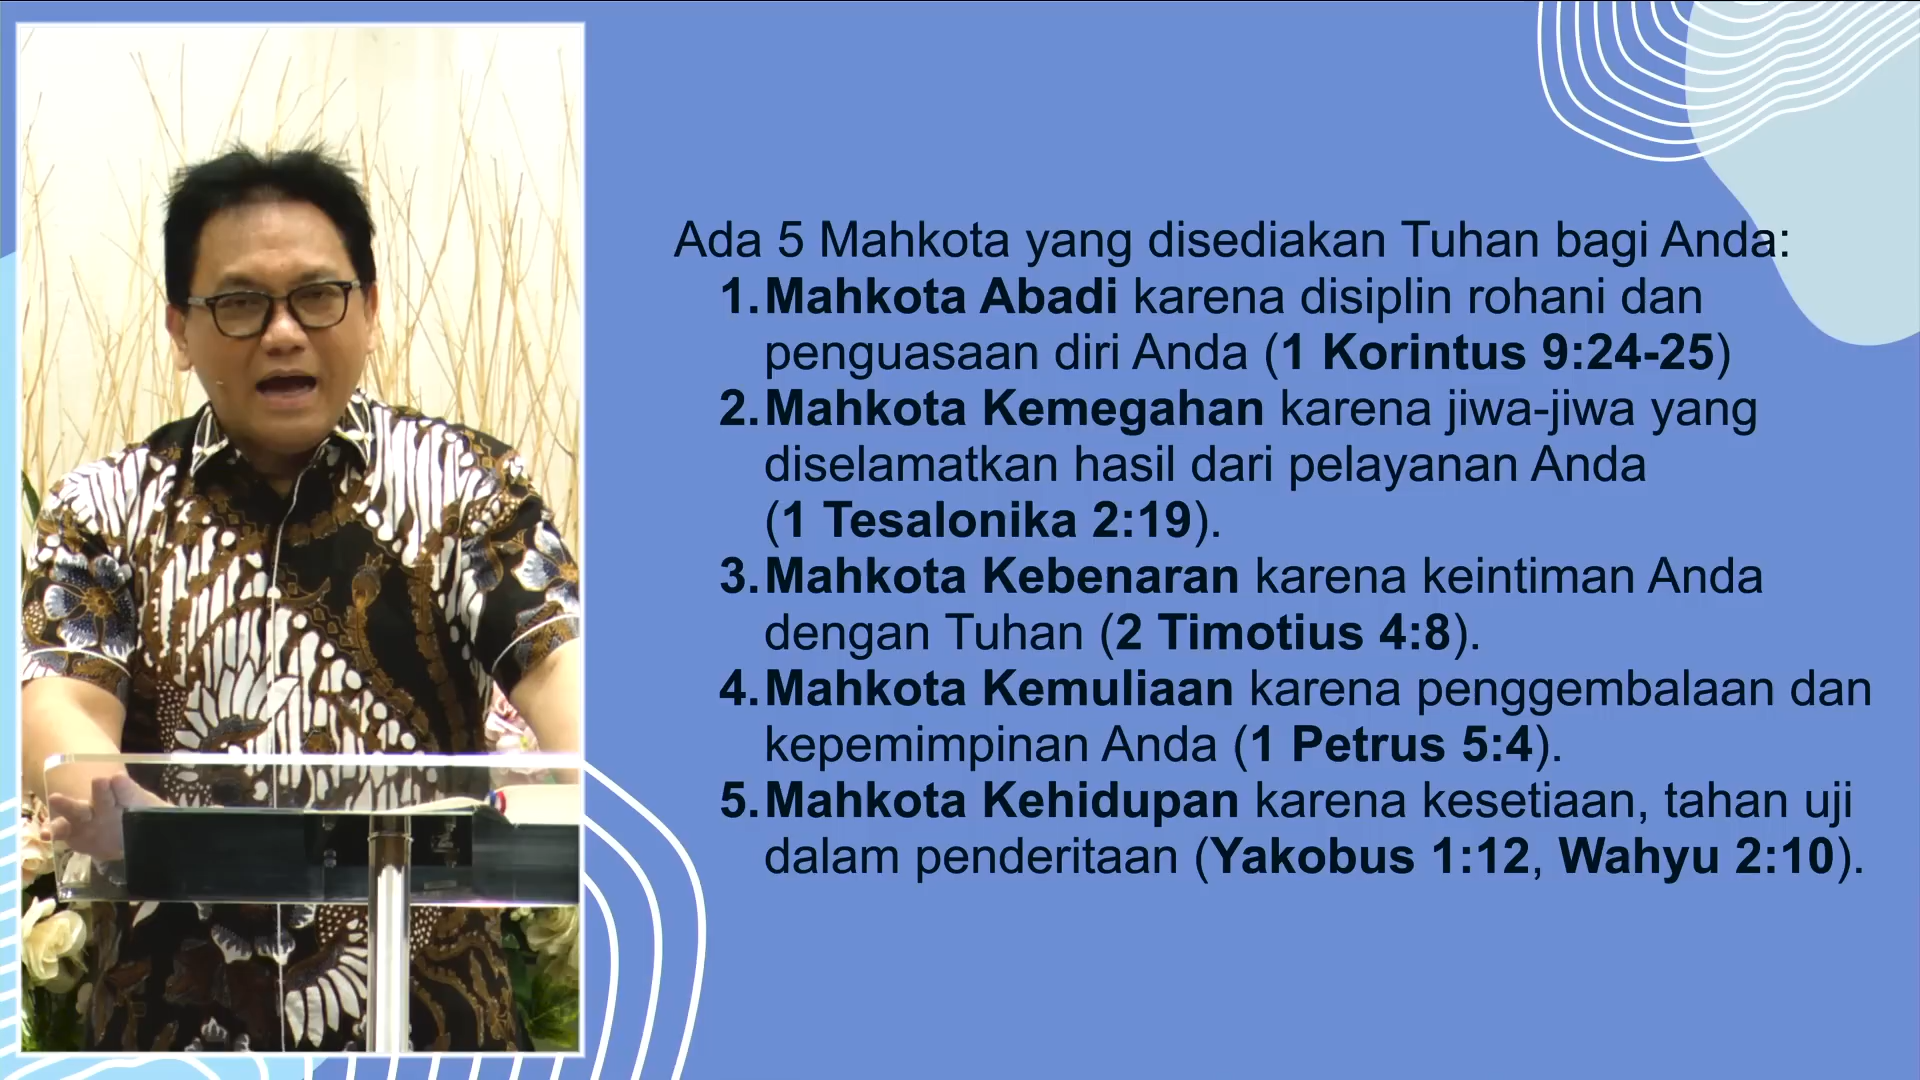 Ada 5 Mahkota yang disediakan Tuhan bagi Anda:
1. Mahkota Abadi karena disiplin rohani dan
penguasaan diri Anda (1 Korintus 9:24-25)
2. Mahkota Kemegahan karena jiwa-jiwa yang
diselamatkan hasil dari pelayanan Anda
(1 Tesalonika 2:19).
3. Mahkota Kebenaran karena keintiman Anda
dengan Tuhan (2 Timotius 4:8).
4. Mahkota Kemuliaan karena penggembalaan dan
kepemimpinan Anda (1 Petrus 5:4).
5. Mahkota Kehidupan karena kesetiaan, tahan uji
dalam penderitaan (Yakobus 1:12, Wahyu 2:10).